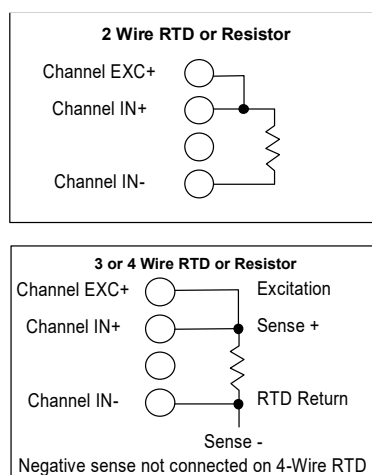 2 Wire RTD or Resistor
Channel EXC+
Channel IN+
Channel IN-
3 or 4 Wire RTD or Resistor
Channel EXC+ Excitation
Channel IN+ Sense +
Channel IN- RTD Return
Sense -
Negative sense not connected on 4-Wire RTD